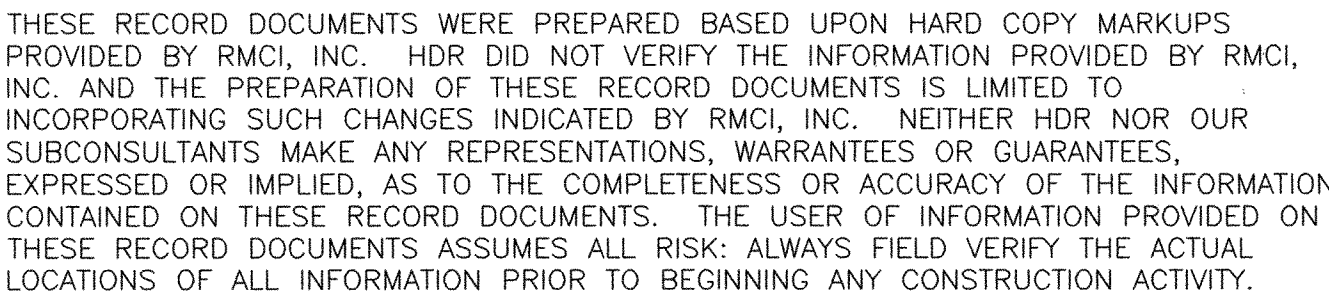 THESE RECORD DOCUMENTS WERE PREPARED BASED UPON HARD COPY MARKUPS
PROVIDED BY RMCI, INC.  HDR DID NOT VERIFY THE INFORMATION PROVIDED BY RMCI,
INC. AND THE PREPARATION OF THESE RECORD DOCUMENTS IS LIMITED TO
INCORPORATING SUCH CHANGES INDICATED BY RMCI, INC.  NEITHER HDR NOR OUR
SUBCONSULTANTS MAKE ANY REPRESENTATIONS, WARRANTEES OR GUARANTEES,
EXPRESSED OR IMPLIED, AS TO THE COMPLETENESS OR ACCURACY OF THE INFORMATION
CONTAINED ON THESE RECORD DOCUMENTS.  THE USER OF INFORMATION PROVIDED ON
THESE RECORD DOCUMENTS ASSUMES ALL RISK: ALWAYS FIELD VERIFY THE ACTUAL
LOCATIONS OF ALL INFORMATION PRIOR TO BEGINNING ANY CONSTRUCTION ACTIVITY.